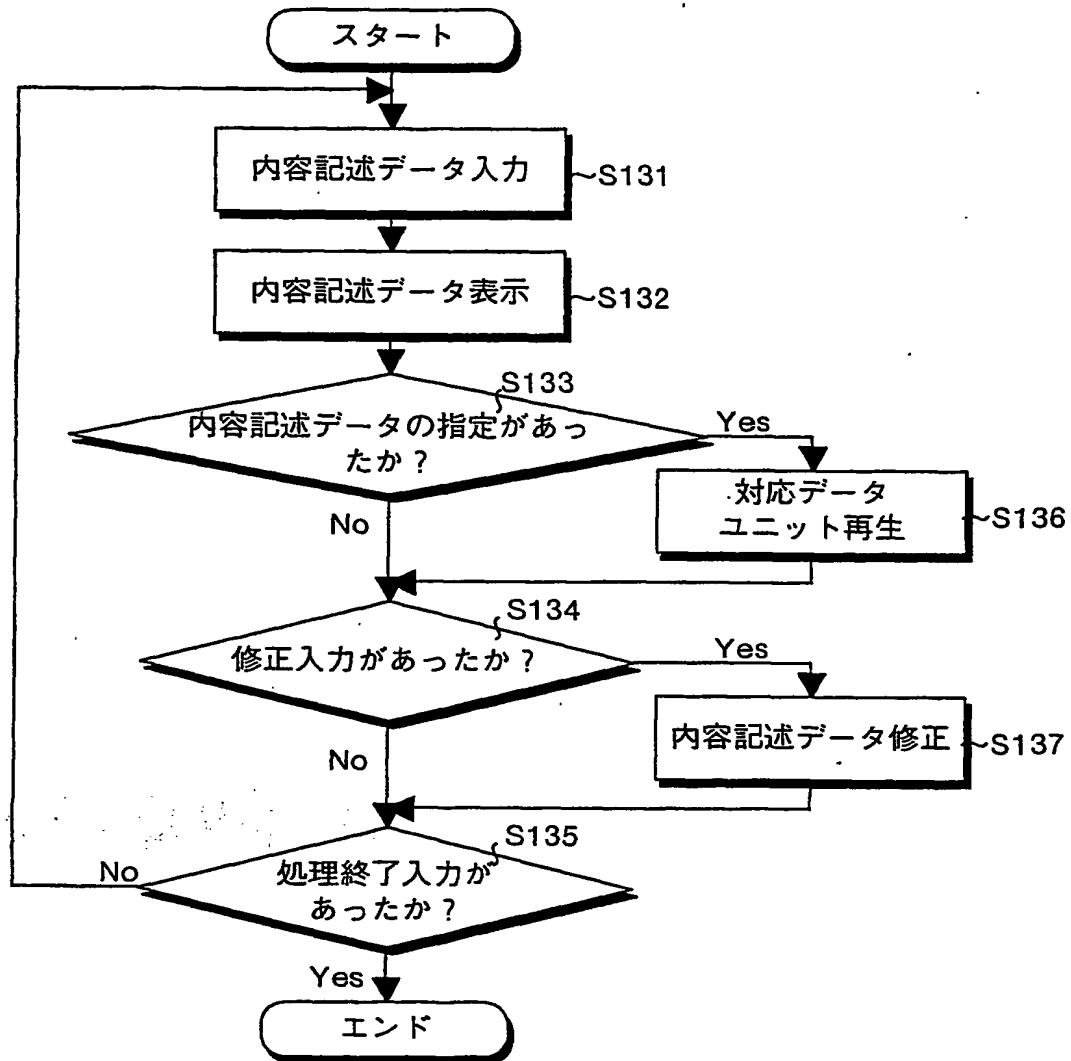 スタート
内容記述データ入力
~S131
内容記述データ表示
~S132
S133
内容記述データの指定があっ
たか?
Yes
No
対応データ
ユニット再生
~S136
S134
修正入力があったか?
Yes
No
内容記述データ修正
~S137
S135
処理終了入力が
あったか?
No
Yes
エンド